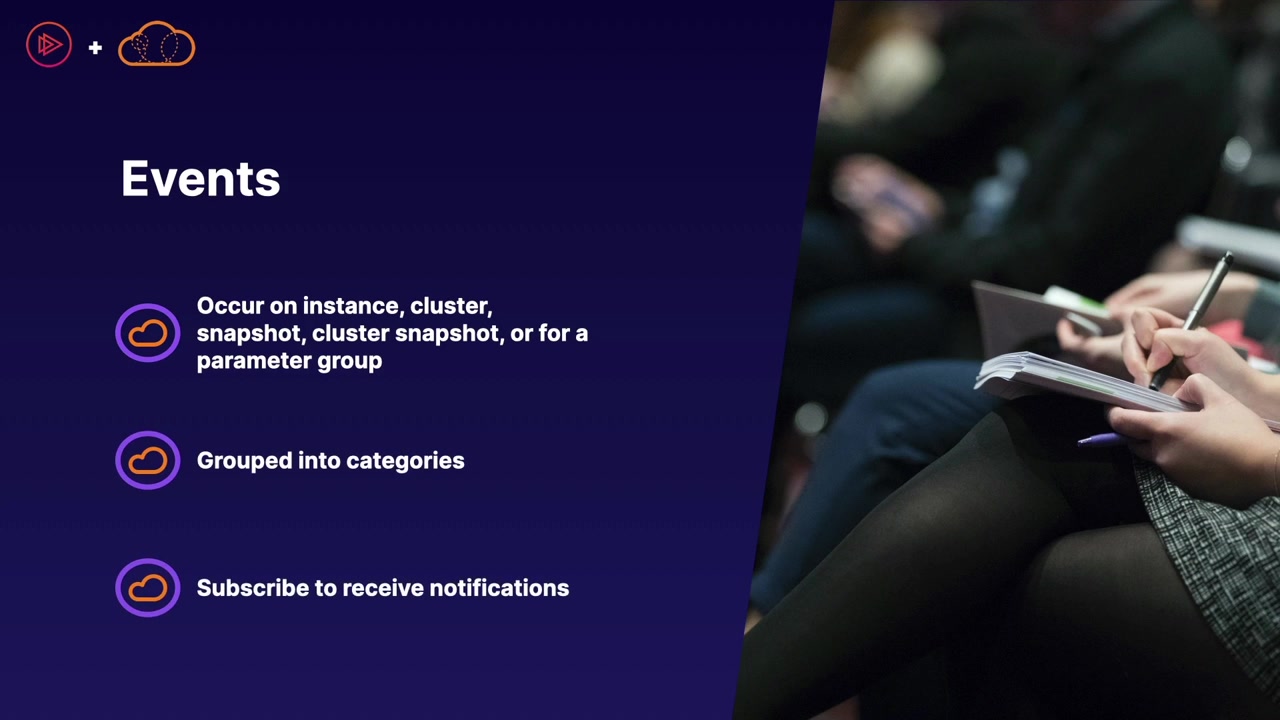 Events
Occur on instance, cluster,
snapshot, cluster snapshot, or for a
parameter group
Grouped into categories
Subscribe to receive notifications